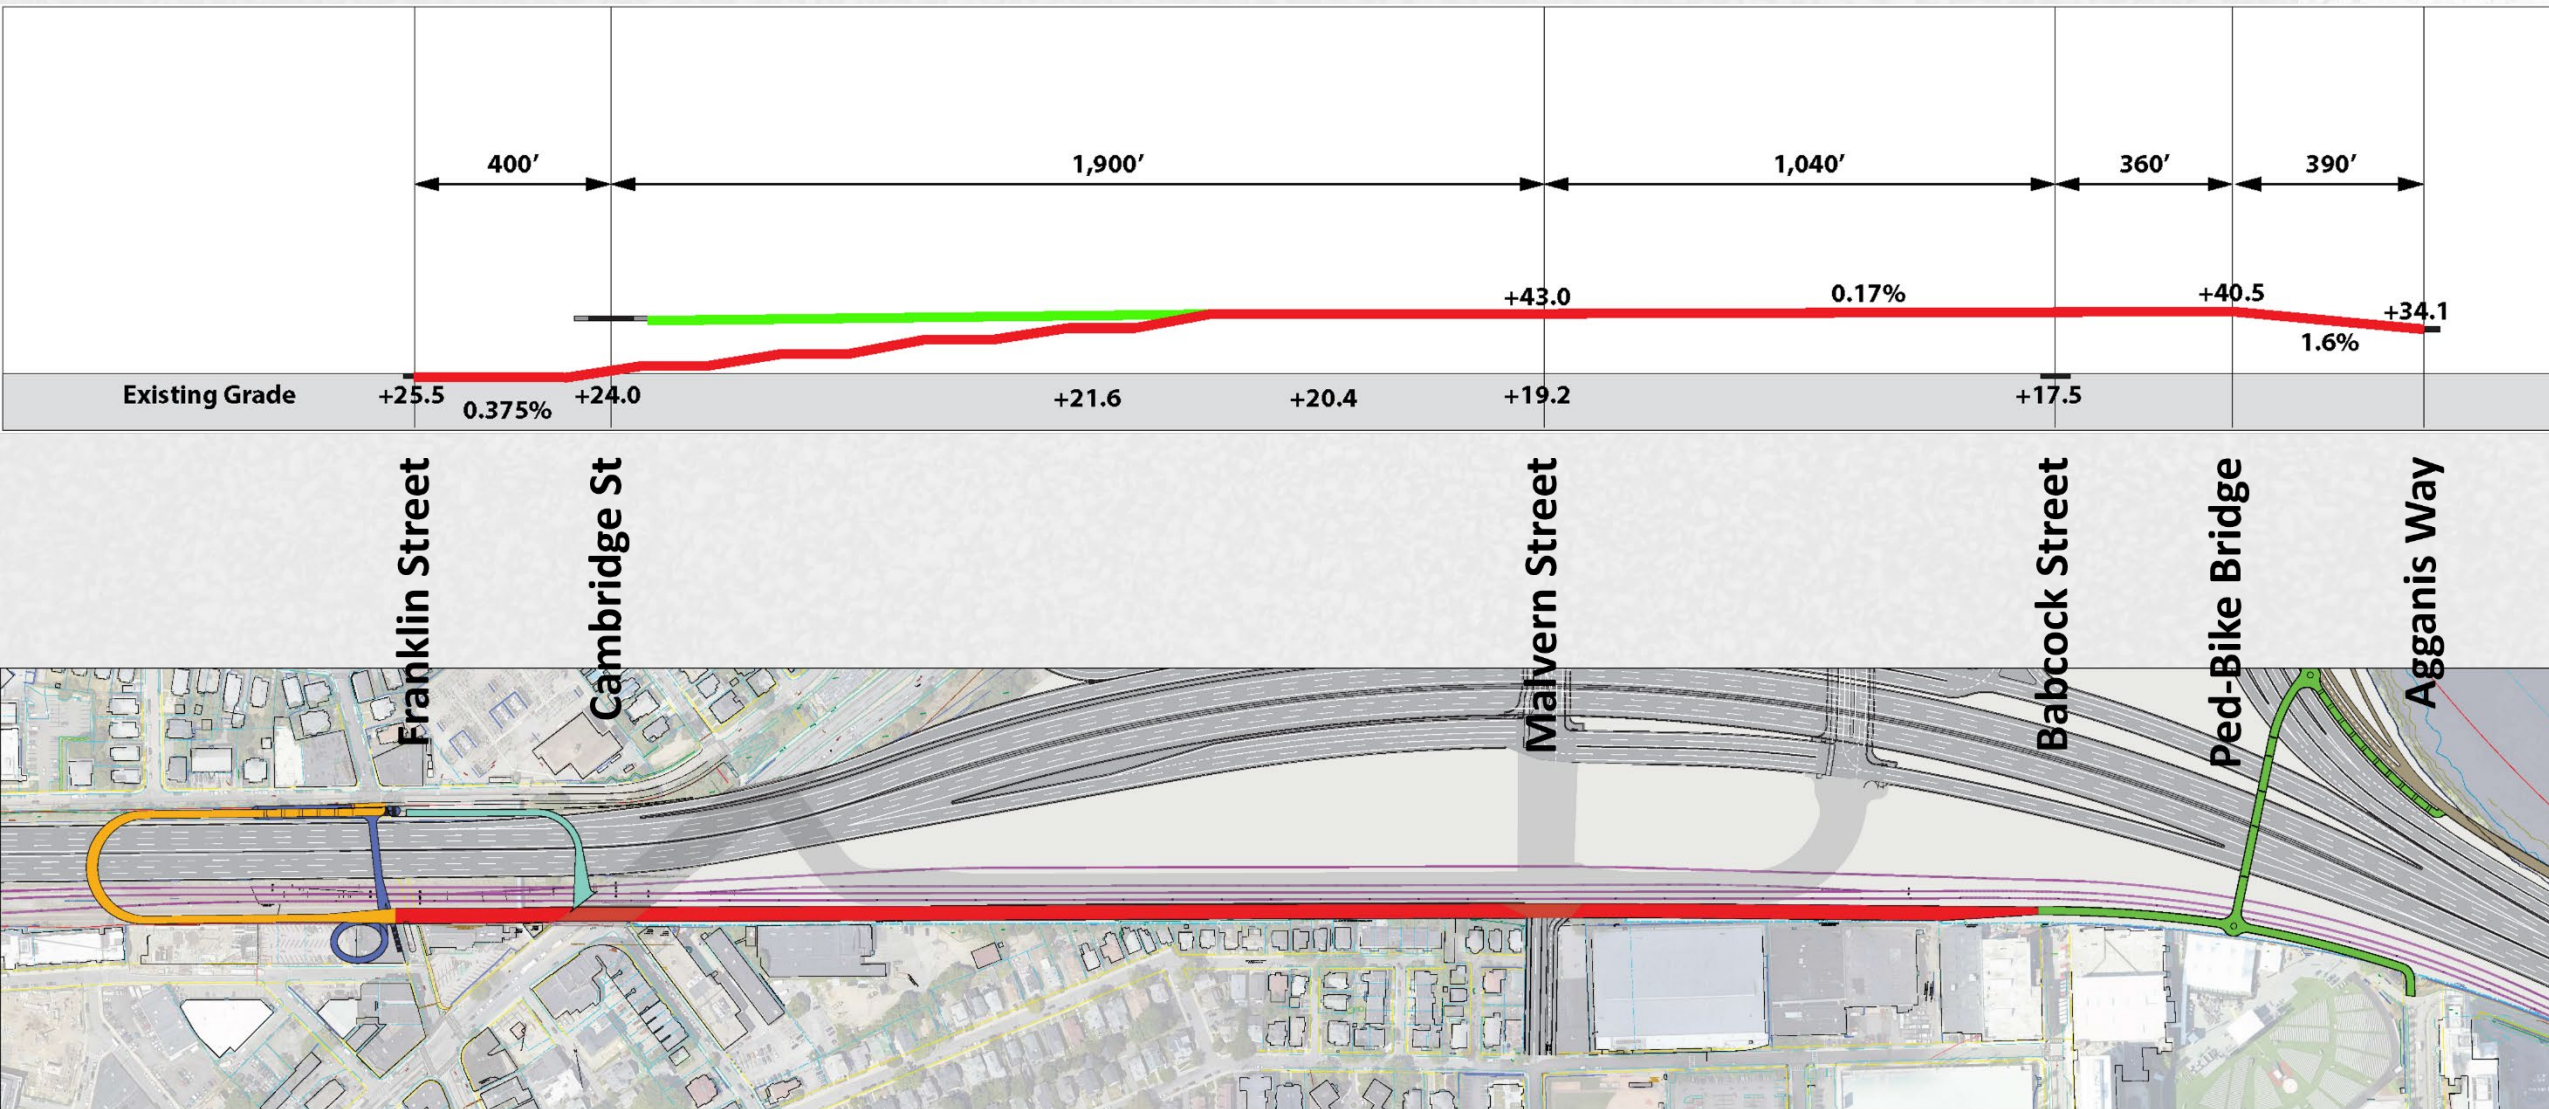 400’
1,900’
1,040’
360’
390’
+43.0
0.17%
+40.5
+34.1
1.6%
Existing Grade
+25.5
0.375%
+24.0
+21.6
+20.4
+19.2
+17.5
Franklin Street
Cambridge St
Malvern Street
Babcock Street
Ped-Bike Bridge
Agganis Way